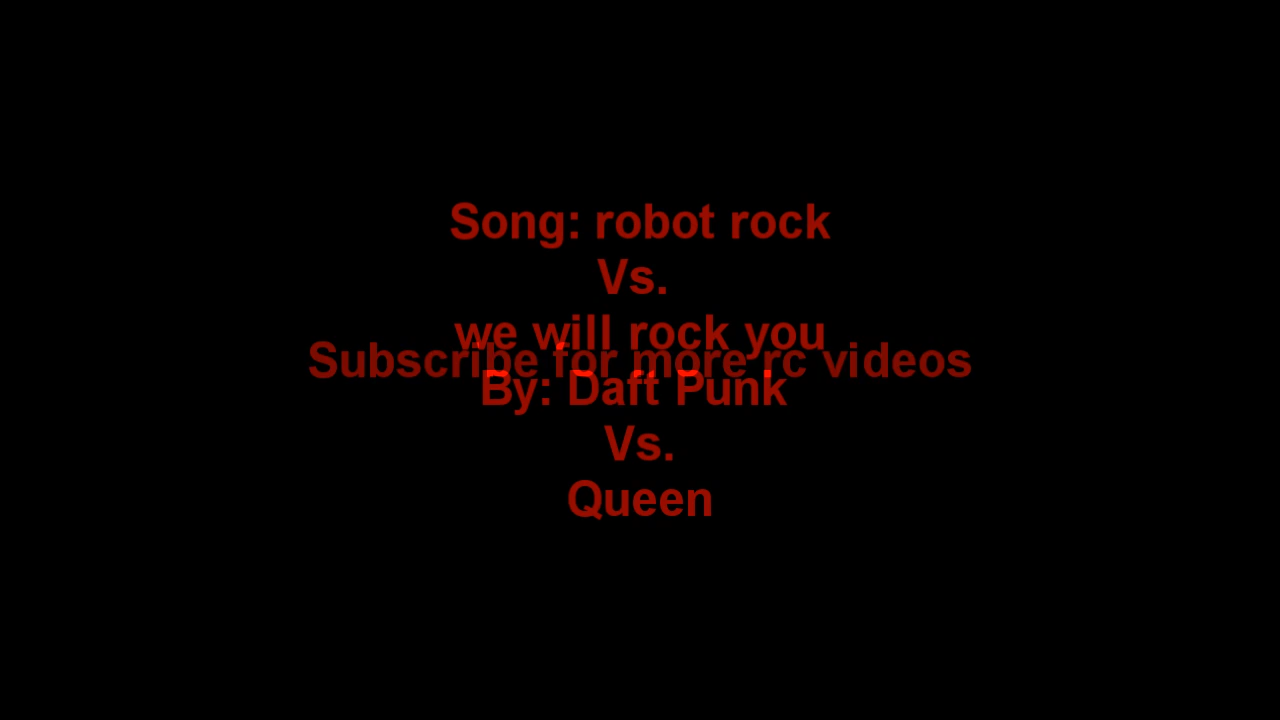 Song: robot rock
Vs.
we will rock you
Subscribe for more rc videos
By: Daft Punk
Vs.
Queen